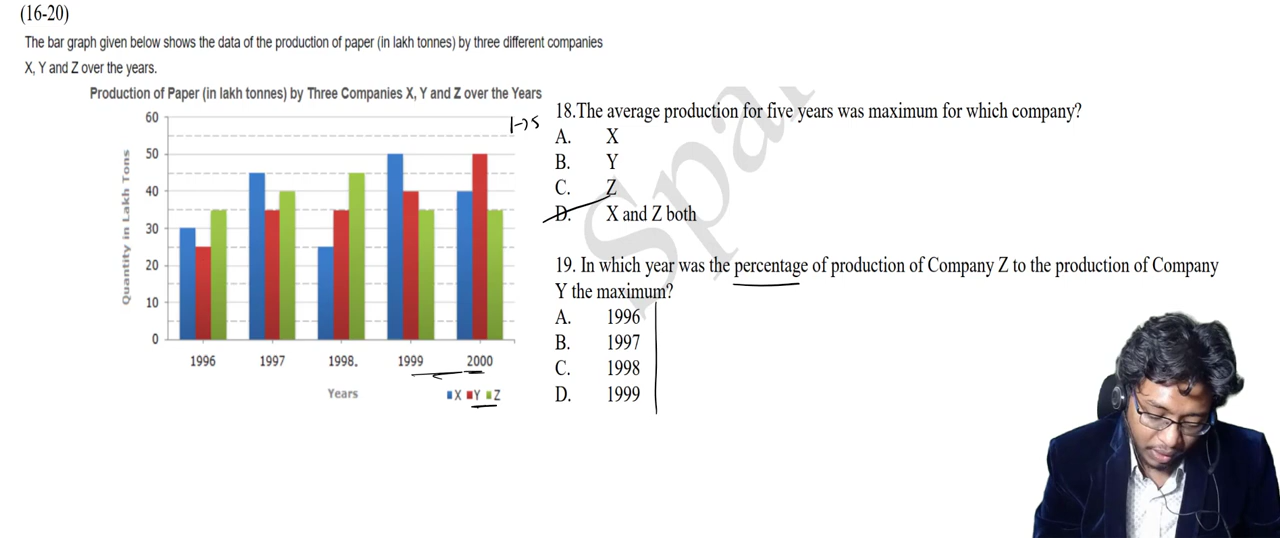 (16-20)
The bar graph given below shows the data of the production of paper (in lakh tonnes) by three different companies
X, Y and Z over the years.
Production of Paper (in lakh tonnes) by Three Companies X, Y and Z over the Years
60
50
40
30
20
10
0
Quantity in Lakh Tons
1996 1997 1998. 1999 2000
Years
X Y Z
1→5
18.The average production for five years was maximum for which company?
A. X
B. Y
C. Z
D. X and Z both
19. In which year was the percentage of production of Company Z to the production of Company
Y the maximum?
A. 1996
B. 1997
C. 1998
D. 1999
Spar